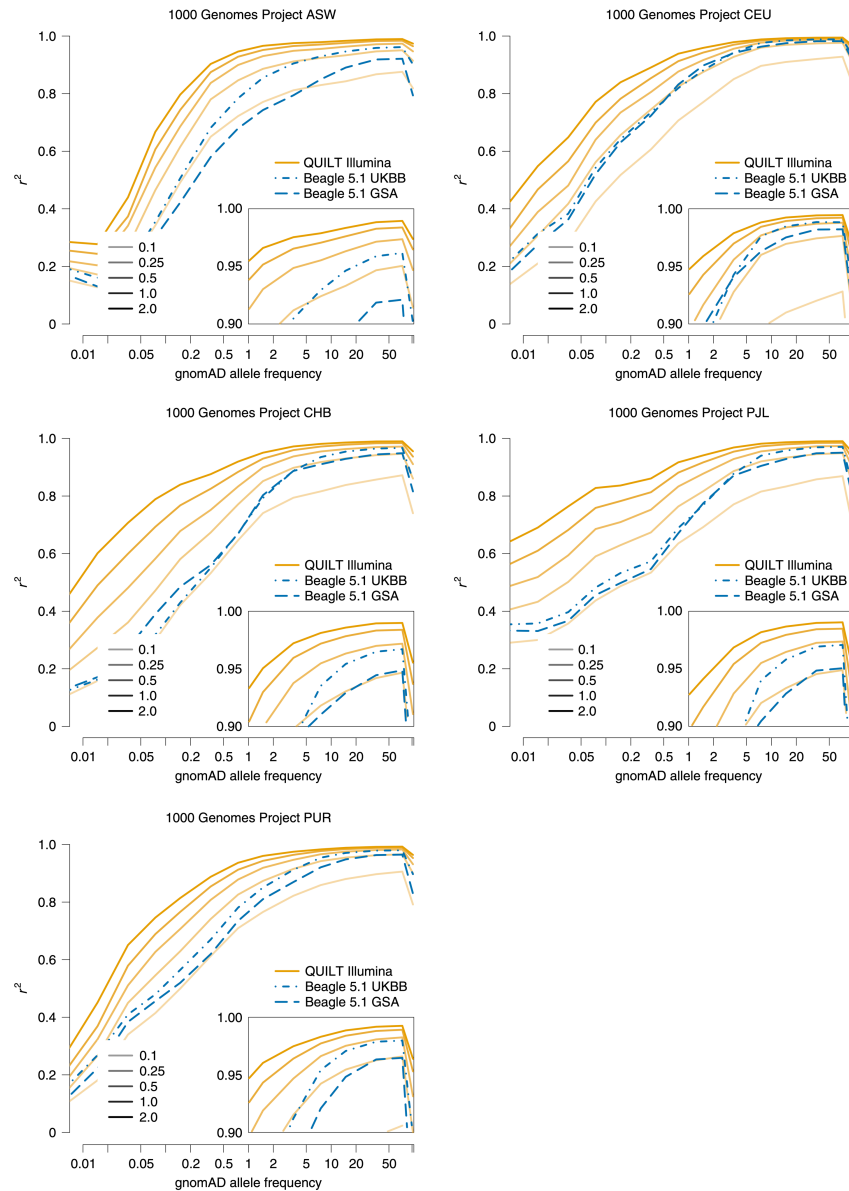 1000 Genomes Project ASW
1.0
0.8
0.6
0.4
0.2
0
r²
QUILT Illumina
Beagle 5.1 UKBB
Beagle 5.1 GSA
0.1
0.25
0.5
1.0
2.0
1.00
0.95
0.90
0.01 0.05 0.2 0.5 1 2 5 10 20 50
gnomAD allele frequency
1000 Genomes Project CEU
1.0
0.8
0.6
0.4
0.2
0
r²
QUILT Illumina
Beagle 5.1 UKBB
Beagle 5.1 GSA
0.1
0.25
0.5
1.0
2.0
1.00
0.95
0.90
0.01 0.05 0.2 0.5 1 2 5 10 20 50
gnomAD allele frequency
1000 Genomes Project CHB
1.0
0.8
0.6
0.4
0.2
0
r²
QUILT Illumina
Beagle 5.1 UKBB
Beagle 5.1 GSA
0.1
0.25
0.5
1.0
2.0
1.00
0.95
0.90
0.01 0.05 0.2 0.5 1 2 5 10 20 50
gnomAD allele frequency
1000 Genomes Project PJL
1.0
0.8
0.6
0.4
0.2
0
r²
QUILT Illumina
Beagle 5.1 UKBB
Beagle 5.1 GSA
0.1
0.25
0.5
1.0
2.0
1.00
0.95
0.90
0.01 0.05 0.2 0.5 1 2 5 10 20 50
gnomAD allele frequency
1000 Genomes Project PUR
1.0
0.8
0.6
0.4
0.2
0
r²
QUILT Illumina
Beagle 5.1 UKBB
Beagle 5.1 GSA
0.1
0.25
0.5
1.0
2.0
1.00
0.95
0.90
0.01 0.05 0.2 0.5 1 2 5 10 20 50
gnomAD allele frequency